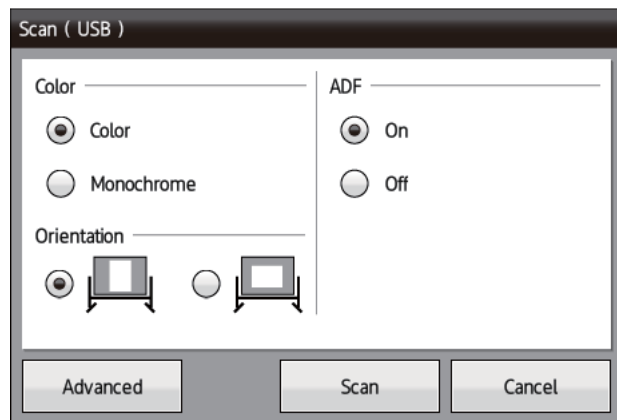 Scan ( USB )
Color
Color
Monochrome
Orientation
ADF
On
Off
Advanced
Scan
Cancel